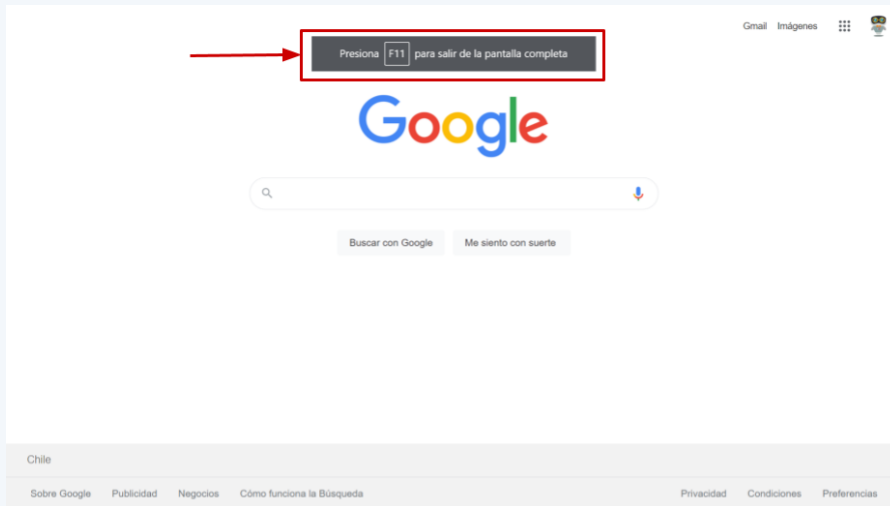 Gmail Imágenes
Presiona F11 para salir de la pantalla completa
Google
Buscar con Google Me siento con suerte
Chile
Sobre Google Publicidad Negocios Cómo funciona la Búsqueda Privacidad Condiciones Preferencias